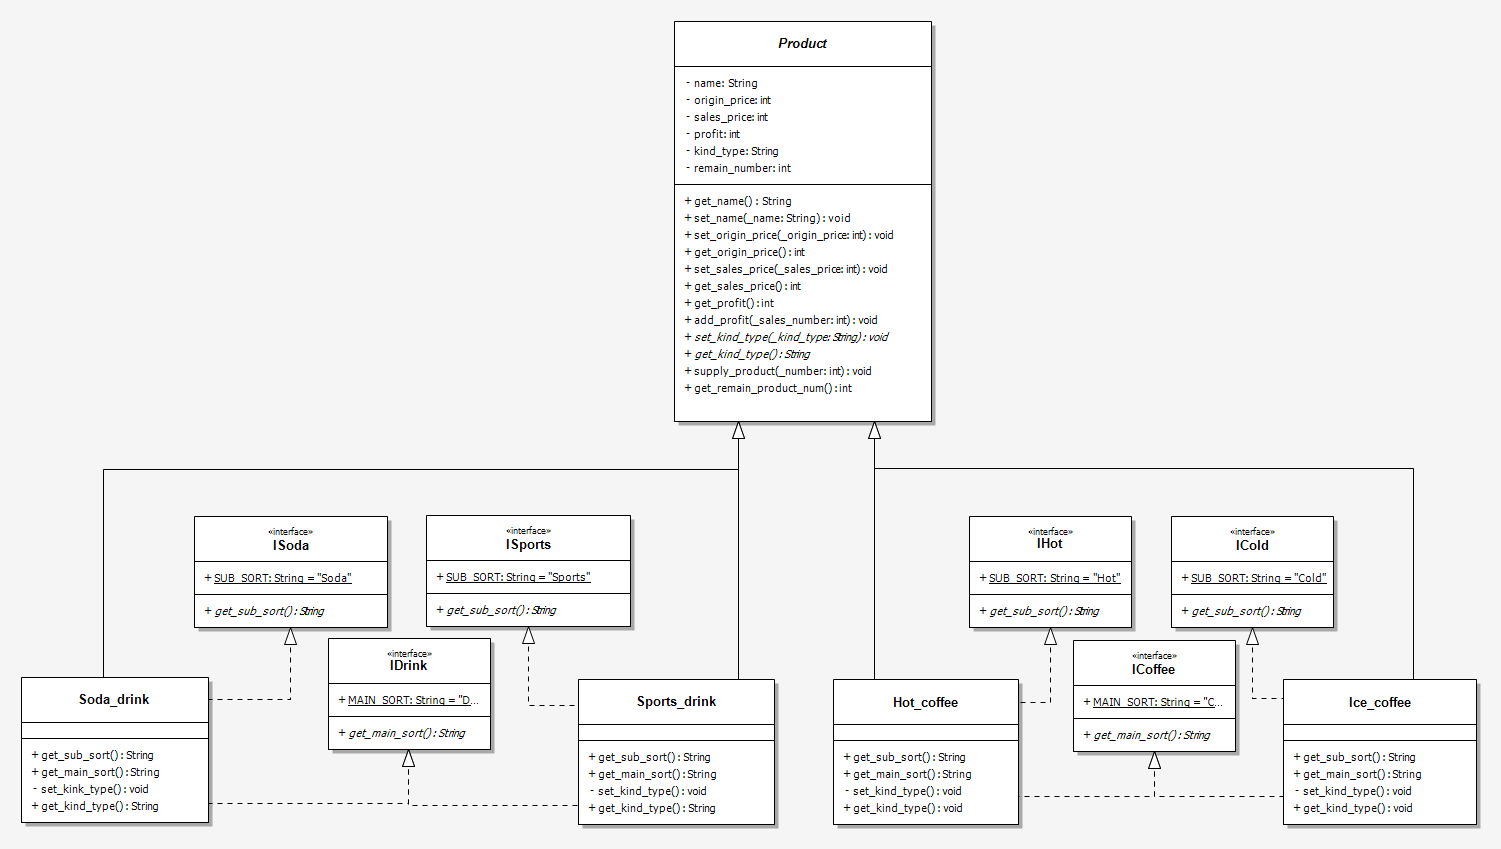 Product
- name: String
- origin_price: int
- sales_price: int
- profit: int
- kind_type: String
- remain_number: int
+ get_name() : String
+ set_name(_name: String) : void
+ set_origin_price(_origin_price: int) : void
+ get_origin_price() : int
+ set_sales_price(_sales_price: int) : void
+ get_sales_price() : int
+ get_profit() : int
+ add_profit(_sales_number: int) : void
+ set_kind_type(_kind_type: String) : void
+ get_kind_type() : String
+ supply_product(_number: int) : void
+ get_remain_product_num() : int
«interface»
ISoda
+ SUB_SORT: String = "Soda"
+ get_sub_sort() : String
«interface»
ISports
+ SUB_SORT: String = "Sports"
+ get_sub_sort() : String
«interface»
IHot
+ SUB_SORT: String = "Hot"
+ get_sub_sort() : String
«interface»
ICold
+ SUB_SORT: String = "Cold"
+ get_sub_sort() : String
«interface»
IDrink
+ MAIN_SORT: String = "D...
+ get_main_sort() : String
«interface»
ICoffee
+ MAIN_SORT: String = "C...
+ get_main_sort() : String
Soda_drink
+ get_sub_sort() : String
+ get_main_sort() : String
- set_kink_type() : void
+ get_kind_type() : String
Sports_drink
+ get_sub_sort() : String
+ get_main_sort() : String
- set_kind_type() : void
+ get_kind_type() : String
Hot_coffee
+ get_sub_sort() : String
+ get_main_sort() : String
- set_kind_type() : void
+ get_kind_type() : void
Ice_coffee
+ get_sub_sort() : String
+ get_main_sort() : String
- set_kind_type() : void
+ get_kind_type() : void